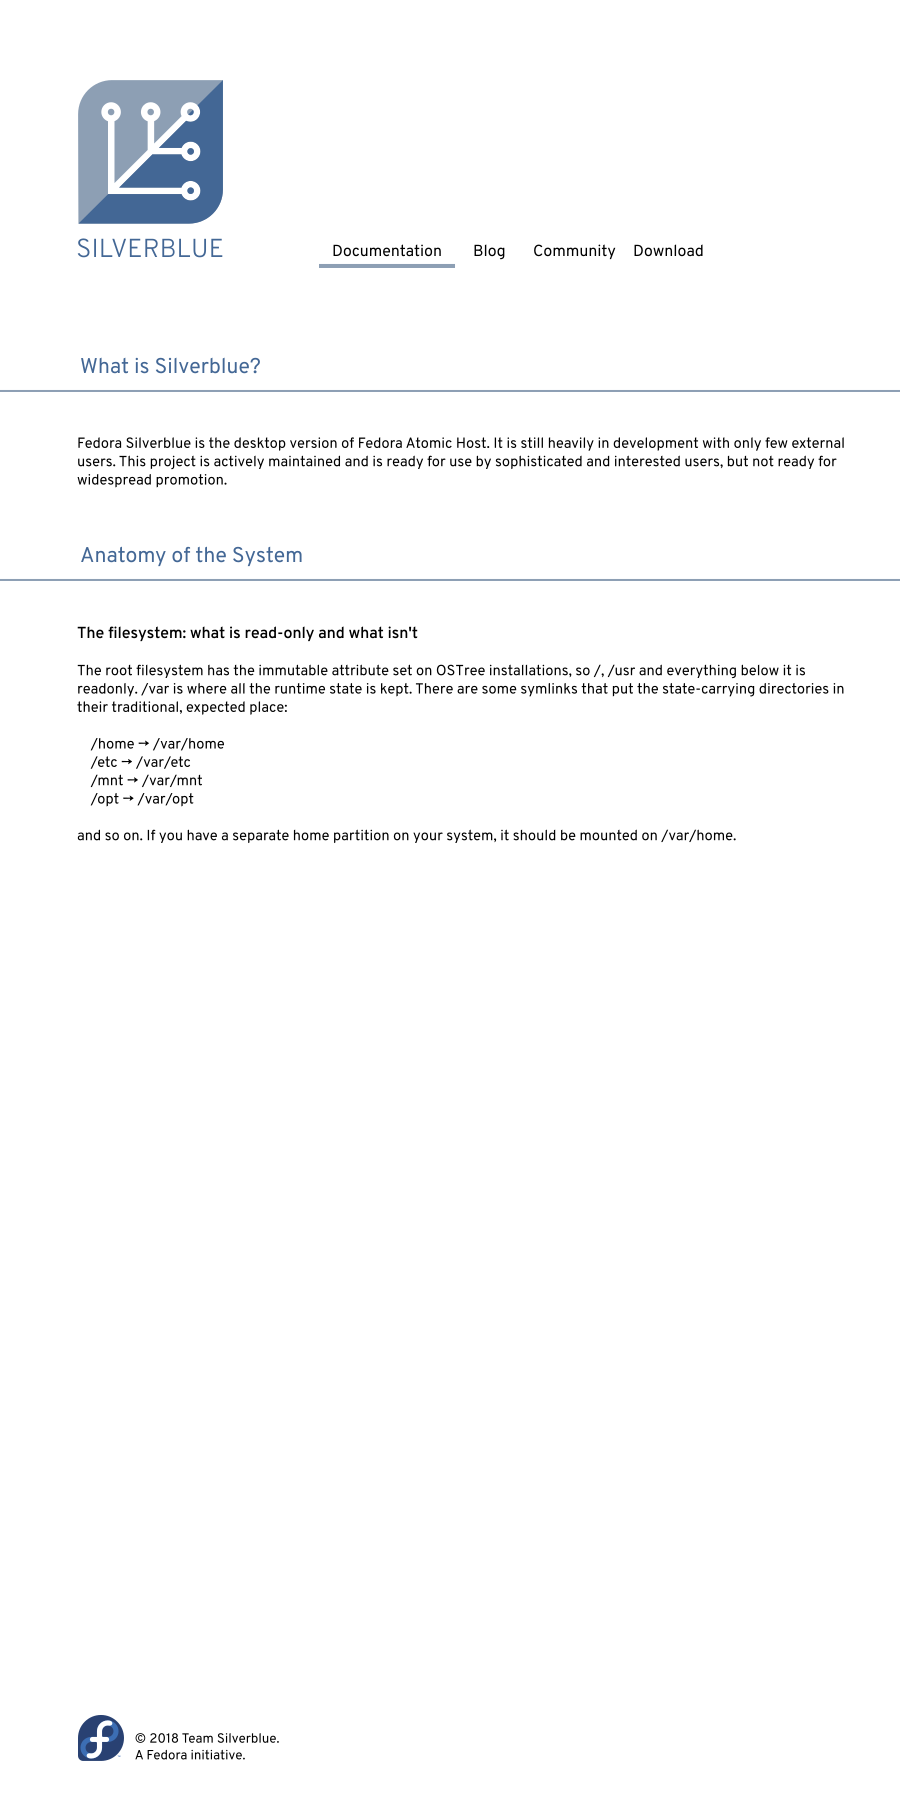 SILVERBLUE
Documentation Blog Community Download
What is Silverblue?
Fedora Silverblue is the desktop version of Fedora Atomic Host. It is still heavily in development with only few external
users. This project is actively maintained and is ready for use by sophisticated and interested users, but not ready for
widespread promotion.
Anatomy of the System
The filesystem: what is read-only and what isn't
The root filesystem has the immutable attribute set on OSTree installations, so /, /usr and everything below it is
readonly. /var is where all the runtime state is kept. There are some symlinks that put the state-carrying directories in
their traditional, expected place:
/home → /var/home
/etc → /var/etc
/mnt → /var/mnt
/opt → /var/opt
and so on. If you have a separate home partition on your system, it should be mounted on /var/home.
© 2018 Team Silverblue.
A Fedora initiative.